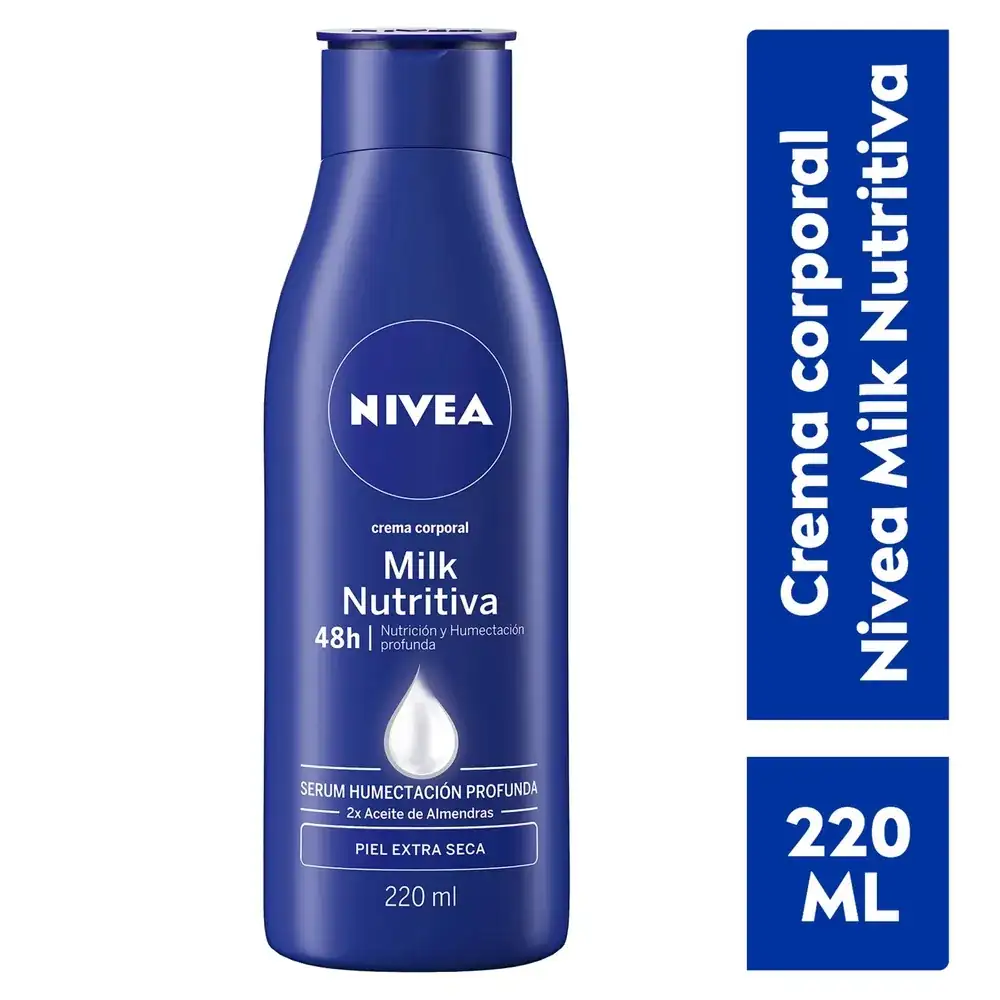 NIVEA
crema corporal
Milk
Nutritiva
48h | Nutrición y Humectación
profunda
SERUM HUMECTACIÓN PROFUNDA
2x Aceite de Almendras
PIEL EXTRA SECA
220 ml
Crema corporal
Nivea Milk Nutritiva
220
ML